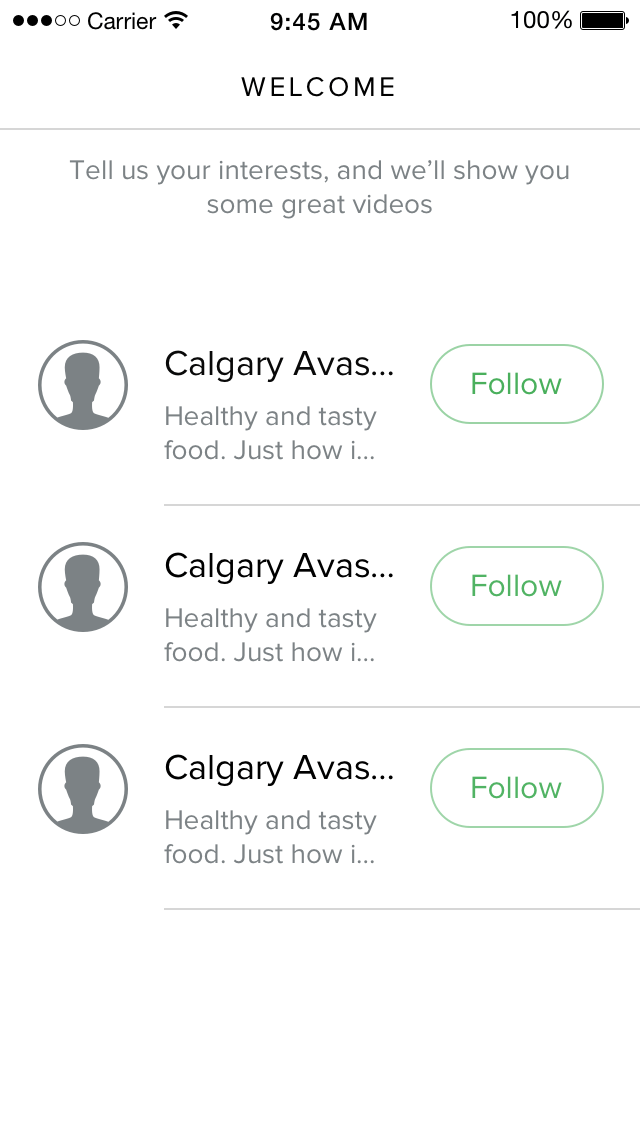 Carrier 9:45 AM 100%
WELCOME
Tell us your interests, and we’ll show you
some great videos
Calgary Avas...
Follow
Healthy and tasty
food. Just how i...
Calgary Avas...
Follow
Healthy and tasty
food. Just how i...
Calgary Avas...
Follow
Healthy and tasty
food. Just how i...